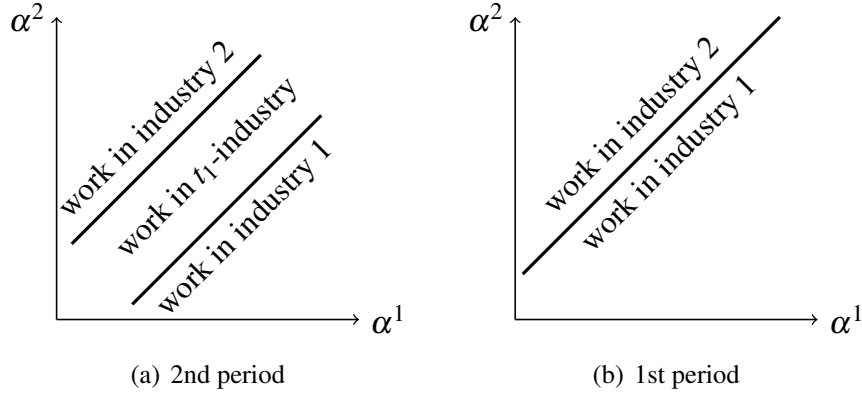 α²
work in industry 2
work in t₁-industry
work in industry 1
α¹
(a) 2nd period
α²
work in industry 2
work in industry 1
α¹
(b) 1st period